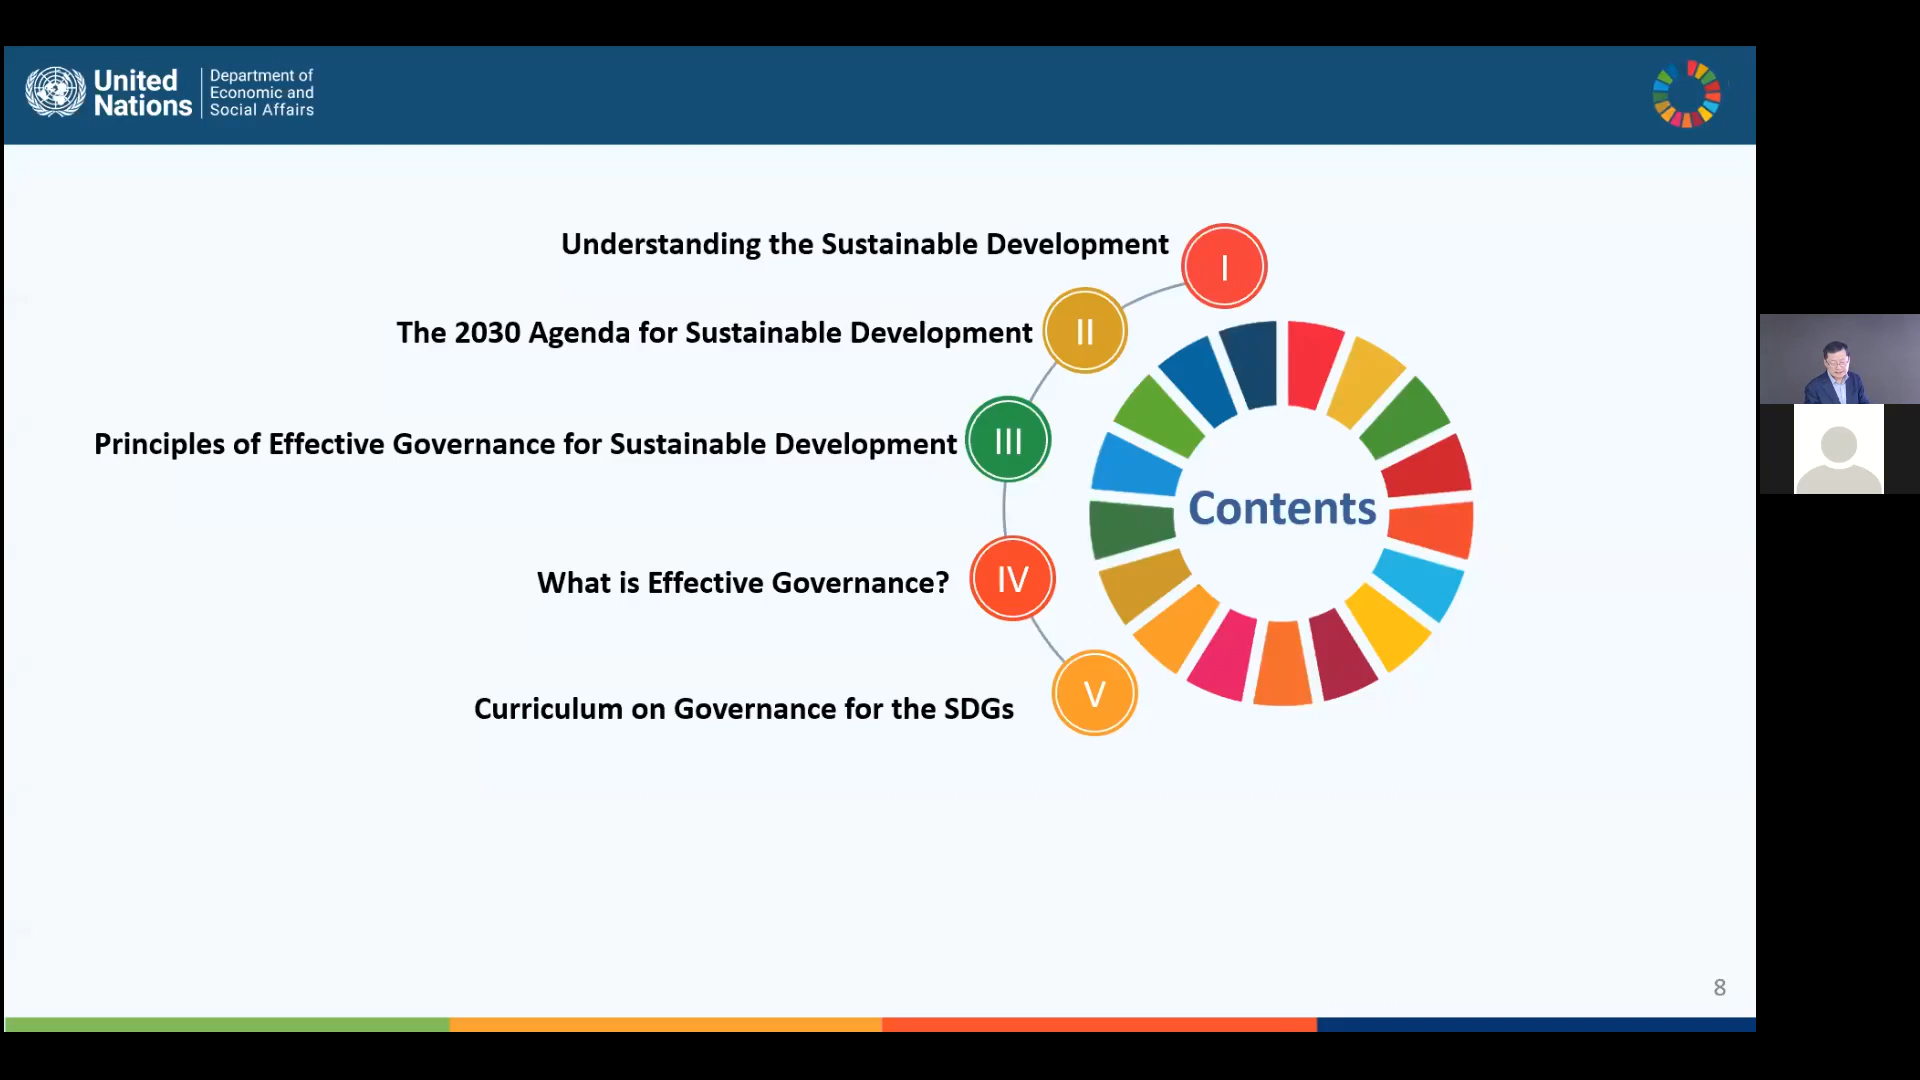 United
Nations
Department of
Economic and
Social Affairs
Understanding the Sustainable Development
I
The 2030 Agenda for Sustainable Development
II
Principles of Effective Governance for Sustainable Development
III
Contents
What is Effective Governance?
IV
Curriculum on Governance for the SDGs
V
8